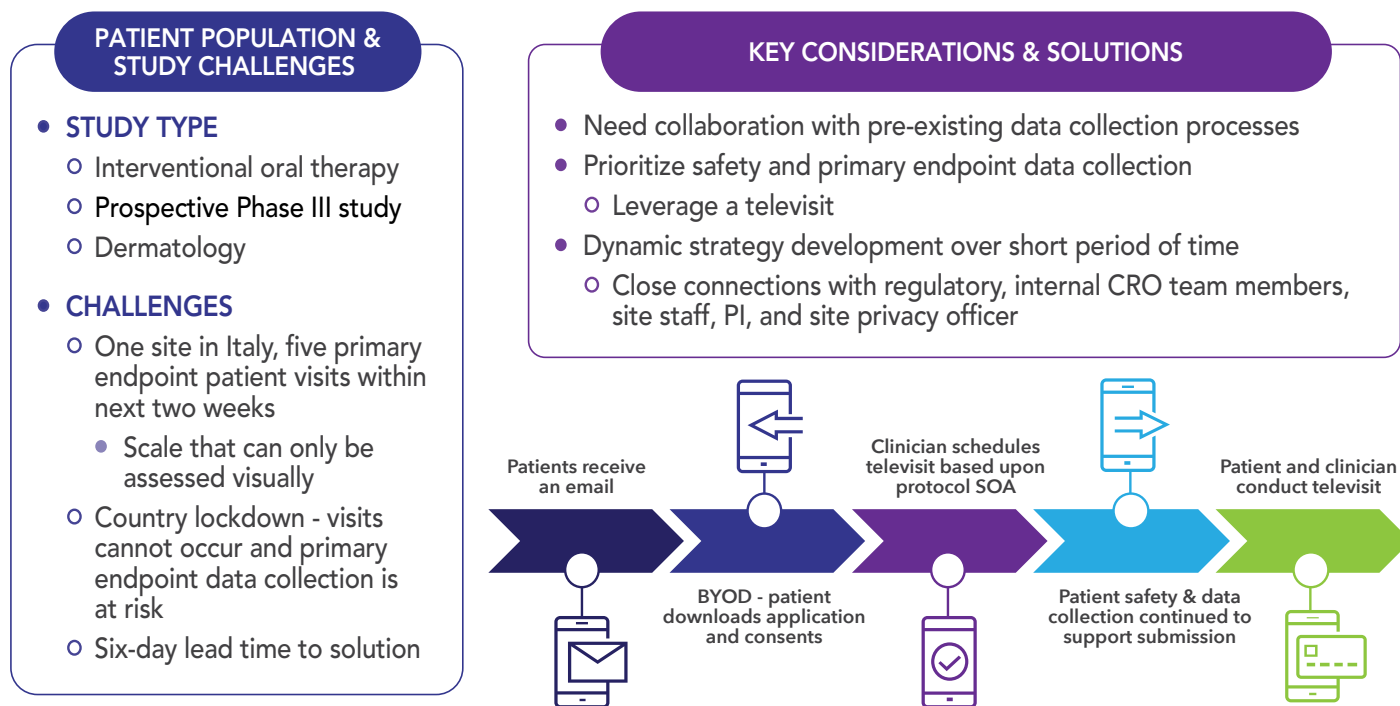 PATIENT POPULATION &
STUDY CHALLENGES
STUDY TYPE
Interventional oral therapy
Prospective Phase III study
Dermatology
CHALLENGES
One site in Italy, five primary
endpoint patient visits within
next two weeks
Scale that can only be
assessed visually
Country lockdown - visits
cannot occur and primary
endpoint data collection is
at risk
Six-day lead time to solution
KEY CONSIDERATIONS & SOLUTIONS
Need collaboration with pre-existing data collection processes
Prioritize safety and primary endpoint data collection
Leverage a televisit
Dynamic strategy development over short period of time
Close connections with regulatory, internal CRO team members,
site staff, PI, and site privacy officer
Patients receive
an email
BYOD - patient
downloads application
and consents
Clinician schedules
televisit based upon
protocol SOA
Patient safety & data
collection continued to
support submission
Patient and clinician
conduct televisit